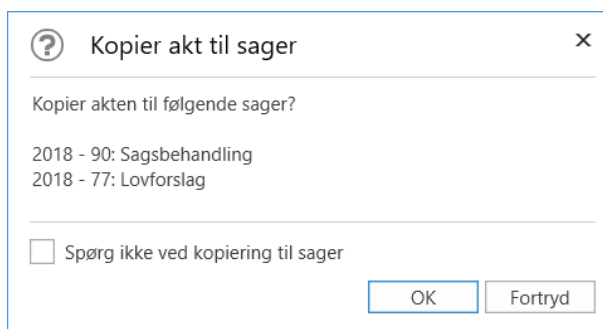 Kopier akt til sager
Kopier akten til følgende sager?
2018 - 90: Sagsbehandling
2018 - 77: Lovforslag
Spørg ikke ved kopiering til sager
OK
Fortryd